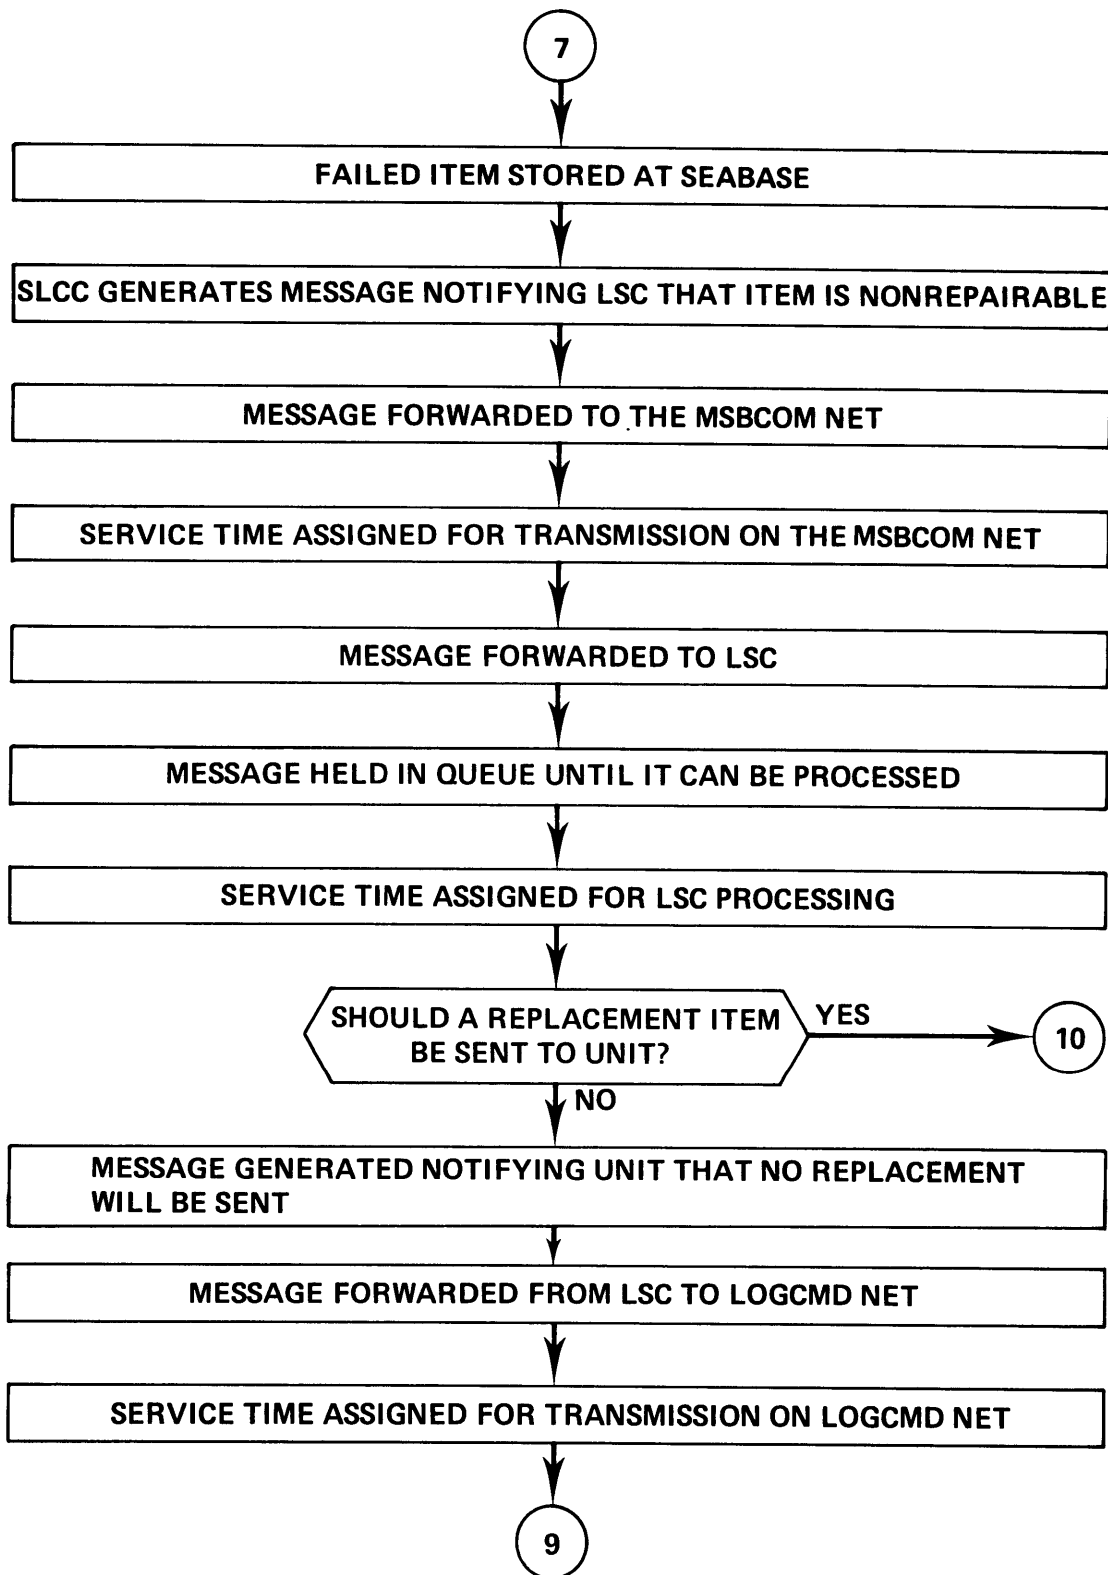 7
FAILED ITEM STORED AT SEABASE
SLCC GENERATES MESSAGE NOTIFYING LSC THAT ITEM IS NONREPAIRABLE
MESSAGE FORWARDED TO THE MSBCOM NET
SERVICE TIME ASSIGNED FOR TRANSMISSION ON THE MSBCOM NET
MESSAGE FORWARDED TO LSC
MESSAGE HELD IN QUEUE UNTIL IT CAN BE PROCESSED
SERVICE TIME ASSIGNED FOR LSC PROCESSING
SHOULD A REPLACEMENT ITEM
BE SENT TO UNIT?
YES
10
NO
MESSAGE GENERATED NOTIFYING UNIT THAT NO REPLACEMENT
WILL BE SENT
MESSAGE FORWARDED FROM LSC TO LOGCMD NET
SERVICE TIME ASSIGNED FOR TRANSMISSION ON LOGCMD NET
9